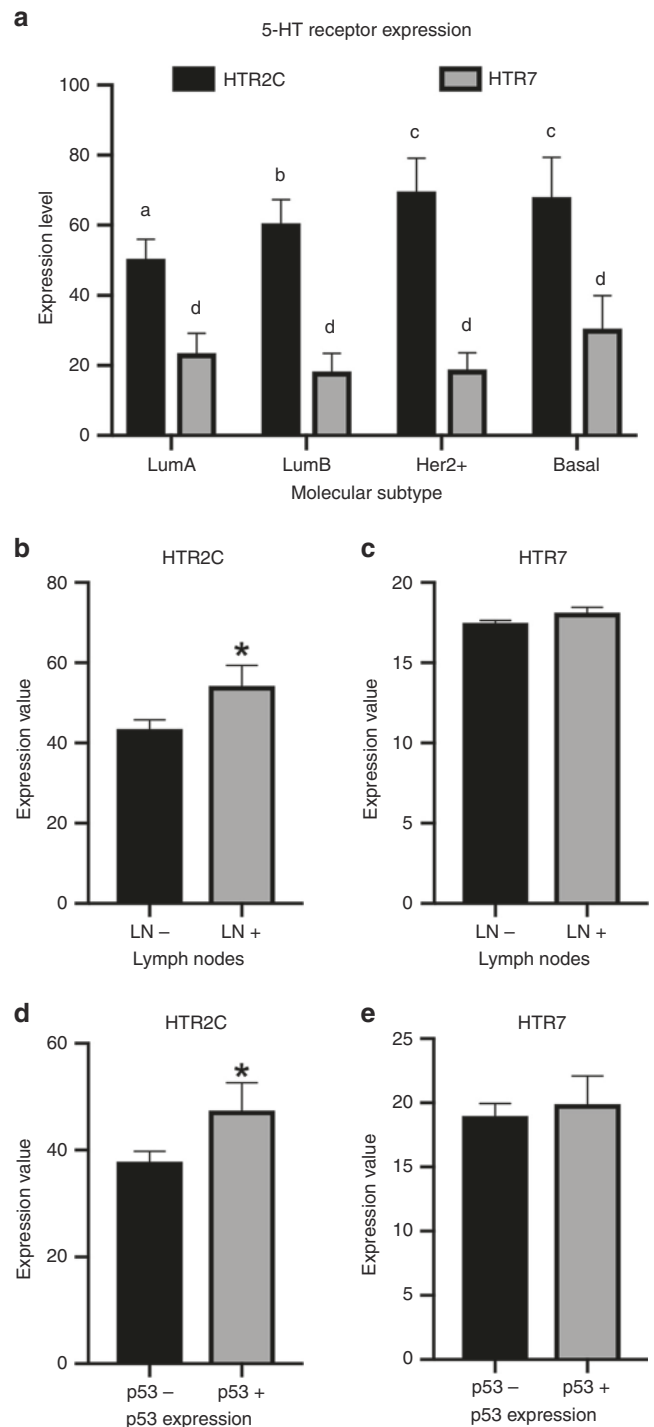 a
5-HT receptor expression
HTR2C
HTR7
Expression level
100
80
60
40
20
0
a
d
b
d
c
d
c
d
LumA
LumB
Her2+
Basal
Molecular subtype
b
HTR2C
Expression value
80
60
40
20
0
*
LN –
LN +
Lymph nodes
c
HTR7
Expression value
20
15
10
5
0
LN –
LN +
Lymph nodes
d
HTR2C
Expression value
60
40
20
0
*
p53 –
p53 +
p53 expression
e
HTR7
Expression value
25
20
15
10
5
0
p53 –
p53 +
p53 expression